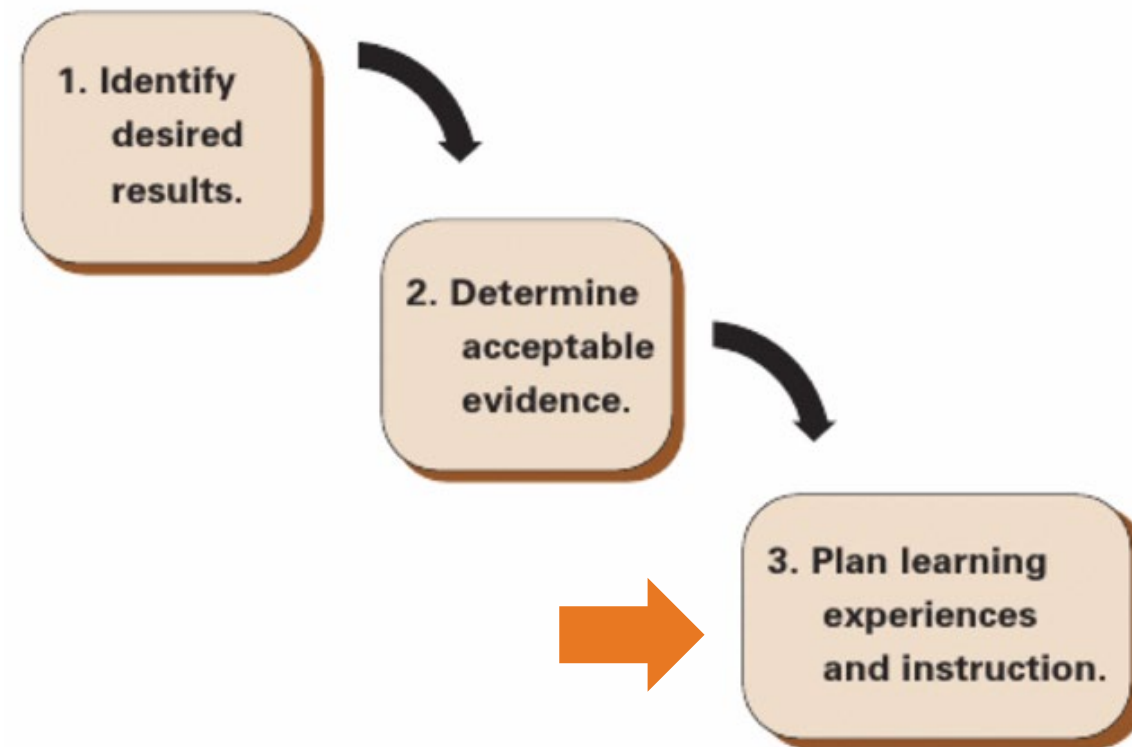 1. Identify
desired
results.
2. Determine
acceptable
evidence.
3. Plan learning
experiences
and instruction.